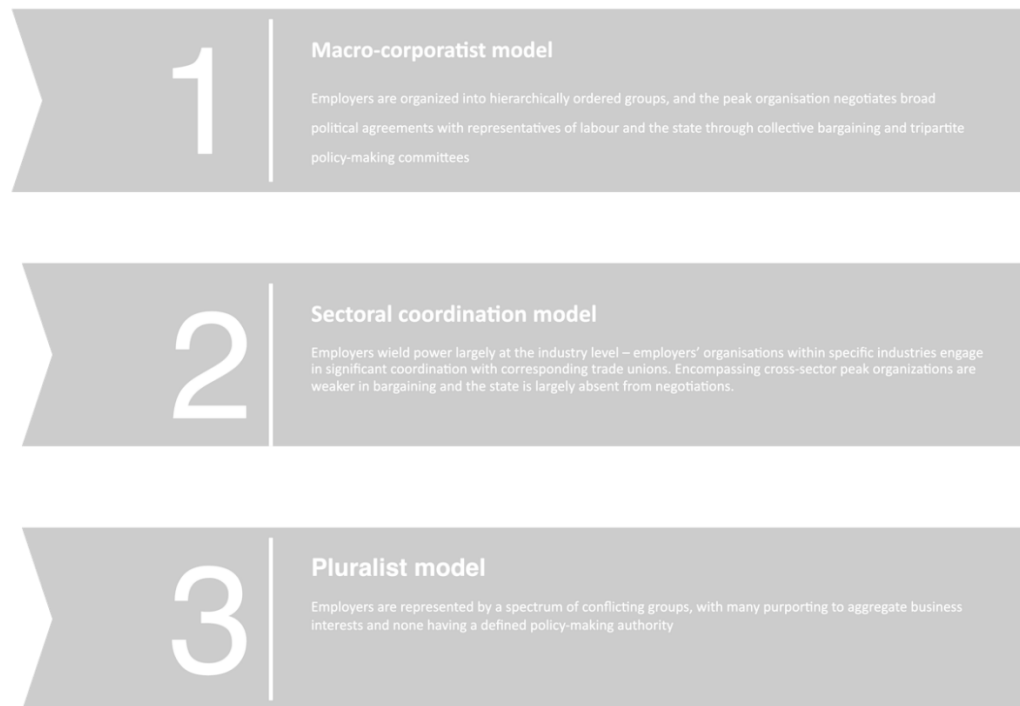 1
Macro-corporatist model
Employers are organized into hierarchically ordered groups, and the peak organisation negotiates broad
political agreements with representatives of labour and the state through collective bargaining and tripartite
policy-making committees
2
Sectoral coordination model
Employers wield power largely at the industry level – employers’ organisations within specific industries engage
in significant coordination with corresponding trade unions. Encompassing cross-sector peak organizations are
weaker in bargaining and the state is largely absent from negotiations.
3
Pluralist model
Employers are represented by a spectrum of conflicting groups, with many purporting to aggregate business
interests and none having a defined policy-making authority